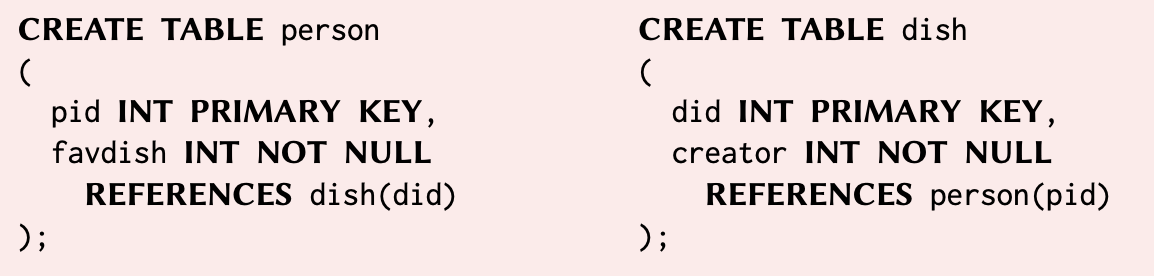 CREATE TABLE person
(
pid INT PRIMARY KEY,
favdish INT NOT NULL
REFERENCES dish(did)
);
CREATE TABLE dish
(
did INT PRIMARY KEY,
creator INT NOT NULL
REFERENCES person(pid)
);